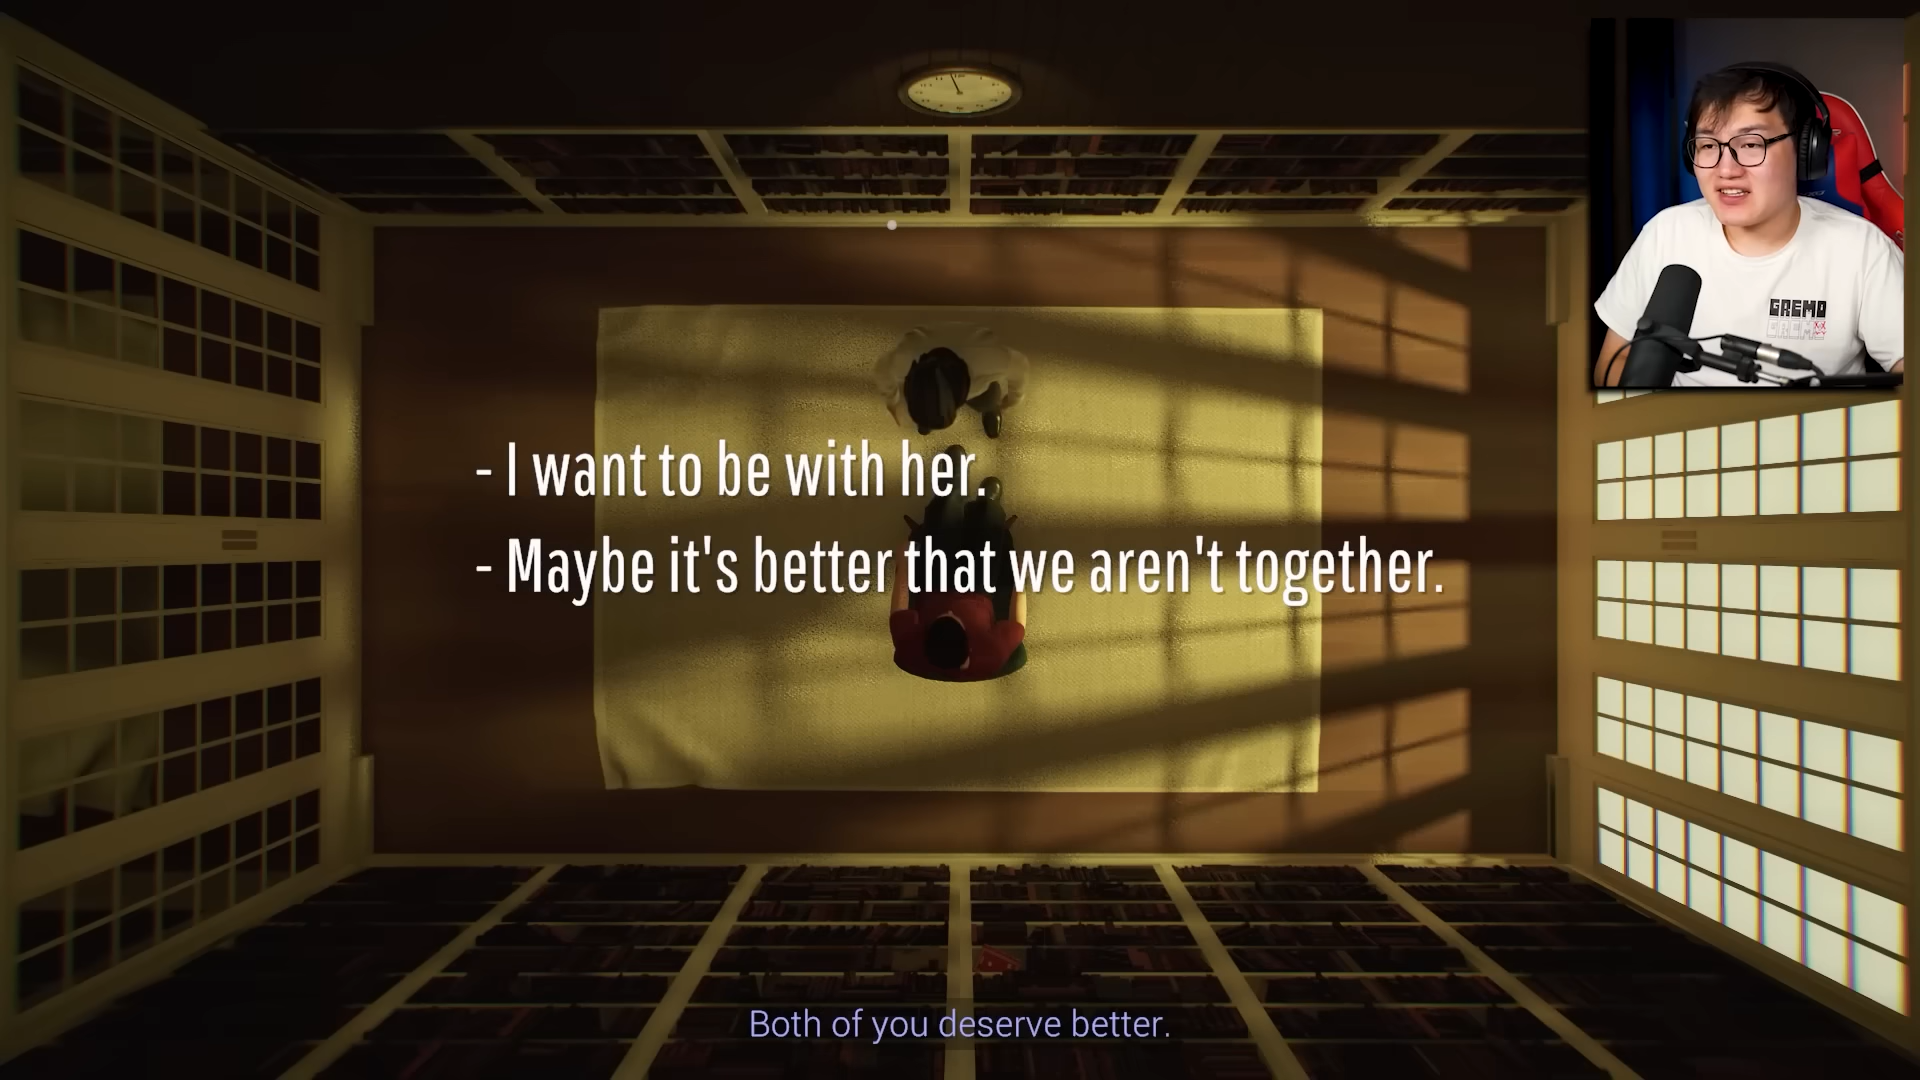 GREMO
- I want to be with her.
- Maybe it's better that we aren't together.
Both of you deserve better.